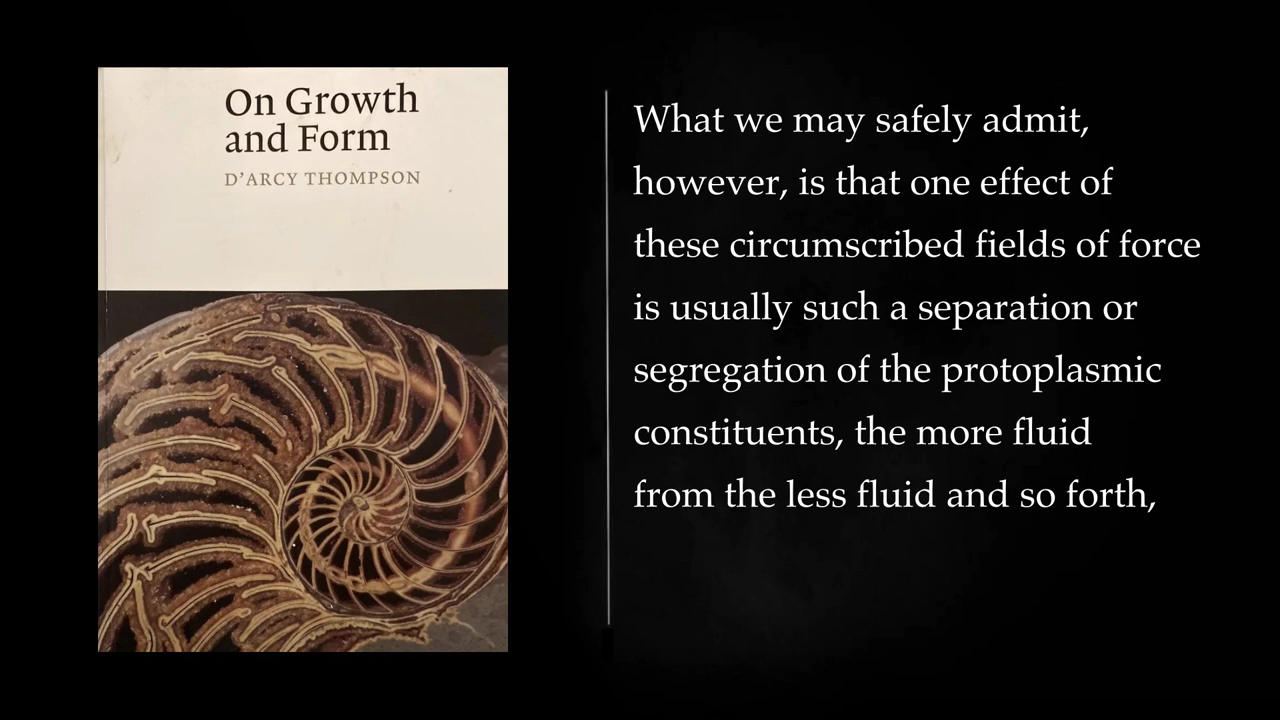 On Growth
and Form
D'ARCY THOMPSON
What we may safely admit,
however, is that one effect of
these circumscribed fields of force
is usually such a separation or
segregation of the protoplasmic
constituents, the more fluid
from the less fluid and so forth,